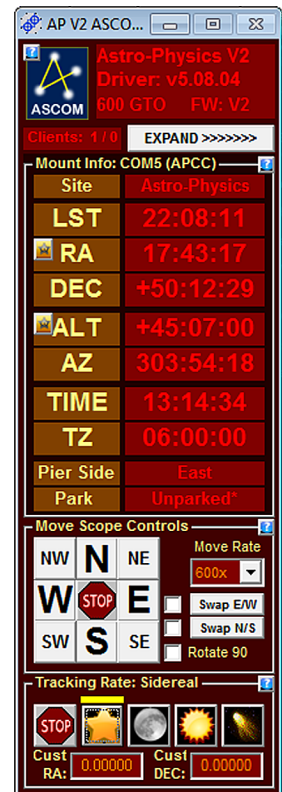 AP V2 ASCO...
Astro-Physics V2
Driver: v5.08.04
ASCOM
600 GTO FW: V2
Clients: 1 / 0
EXPAND >>>>>>>
Mount Info: COM5 (APCC)
Site Astro-Physics
LST 22:08:11
RA 17:43:17
DEC +50:12:29
ALT +45:07:00
AZ 303:54:18
TIME 13:14:34
TZ 06:00:00
Pier Side East
Park Unparked*
Move Scope Controls
NW N NE
Move Rate
600x
W STOP E
Swap E/W
Swap N/S
SW S SE
Rotate 90
Tracking Rate: Sidereal
STOP
Cust RA: 0.00000
Cust DEC: 0.00000